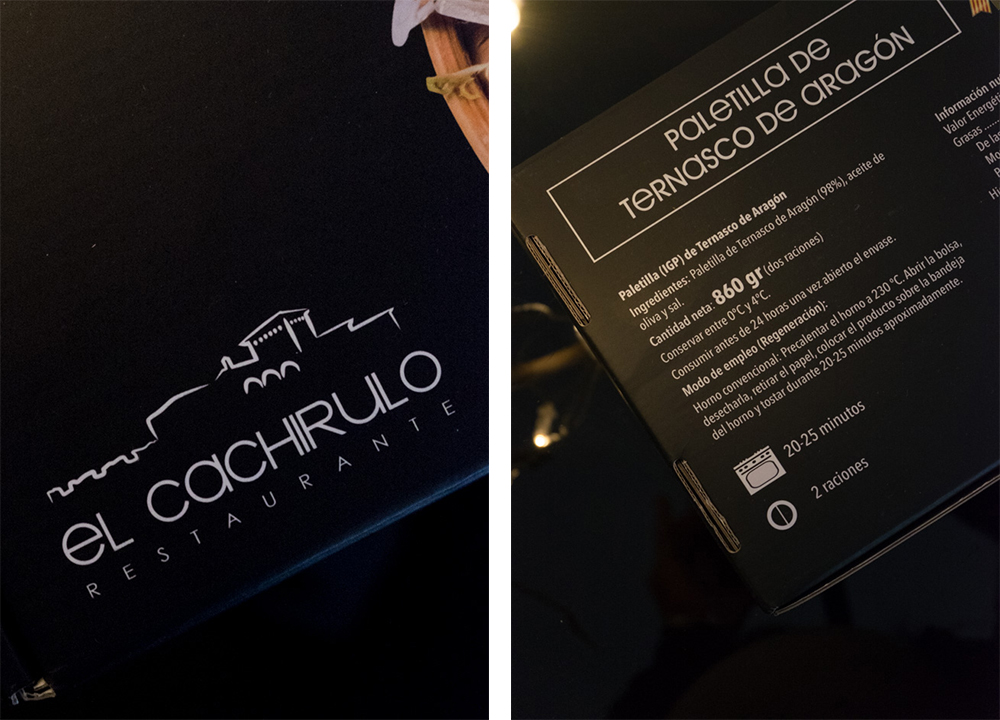 eL CaCHIRULO
RESTAURANTE
PaLeTILLa De
TeRNaSCO De aRaGÓN
Paletilla (IGP) de Ternasco de Aragón
Ingredientes: Paletilla de Ternasco de Aragón (98%), aceite de
oliva y sal.
Cantidad neta: 860 gr (dos raciones)
Conservar entre 0ºC y 4ºC.
Consumir antes de 24 horas una vez abierto el envase.
Modo de empleo (Regeneración):
Horno convencional: Precalentar el horno a 230 ºC. Abrir la bolsa,
desecharla, retirar el papel, colocar el producto sobre la bandeja
del horno y tostar durante 20-25 minutos aproximadamente.
20-25 minutos
2 raciones
Información
Valor
Grasas ......
De